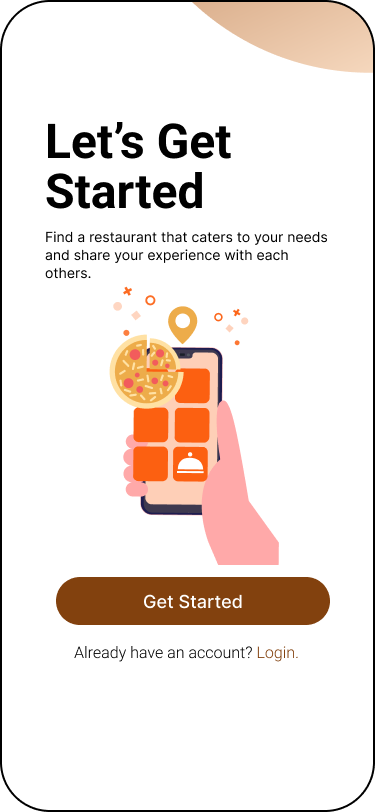 Let’s Get
Started
Find a restaurant that caters to your needs
and share your experience with each
others.
Get Started
Already have an account? Login.